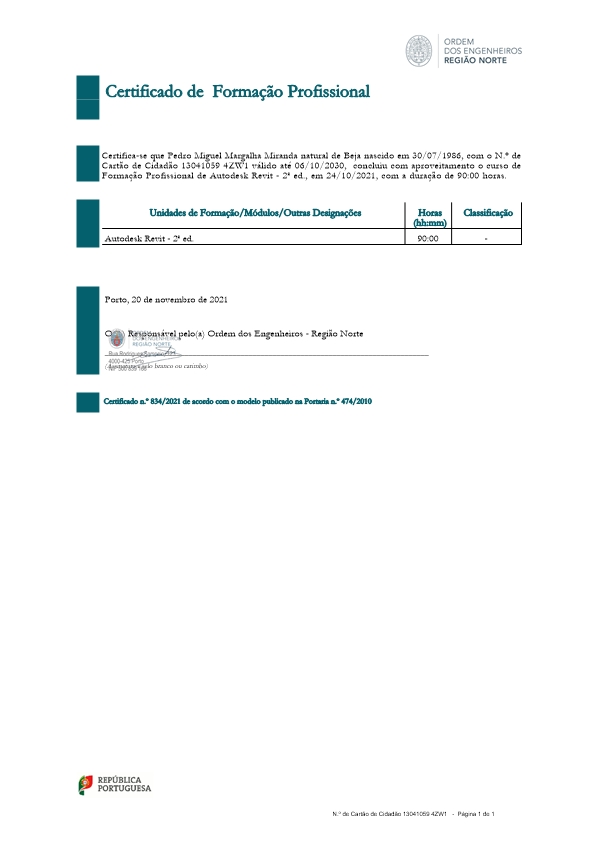 ORDEM
DOS ENGENHEIROS
REGIÃO NORTE
Certificado de Formação Profissional
Certifica-se que Pedro Miguel Margalha Miranda natural de Beja nascido em 30/07/1986, com o N.º de
Cartão de Cidadão 13041059 4ZW1 válido até 06/10/2030, concluiu com aproveitamento o curso de
Formação Profissional de Autodesk Revit - 2ª ed., em 24/10/2021, com a duração de 90:00 horas.
Unidades de Formação/Módulos/Outras Designações Horas (hh:mm) Classificação
Autodesk Revit - 2ª ed. 90:00 -
Porto, 20 de novembro de 2021
Responsável pelo(a) Ordem dos Engenheiros - Região Norte
DOS ENGENHEIROS
REGIÃO NORTE
4000-425 Porto
(Assinatura e selo branco ou carimbo)
Certificado n.º 834/2021 de acordo com o modelo publicado na Portaria n.º 474/2010
REPÚBLICA
PORTUGUESA
N.º de Cartão de Cidadão 13041059 4ZW1 - Página 1 de 1